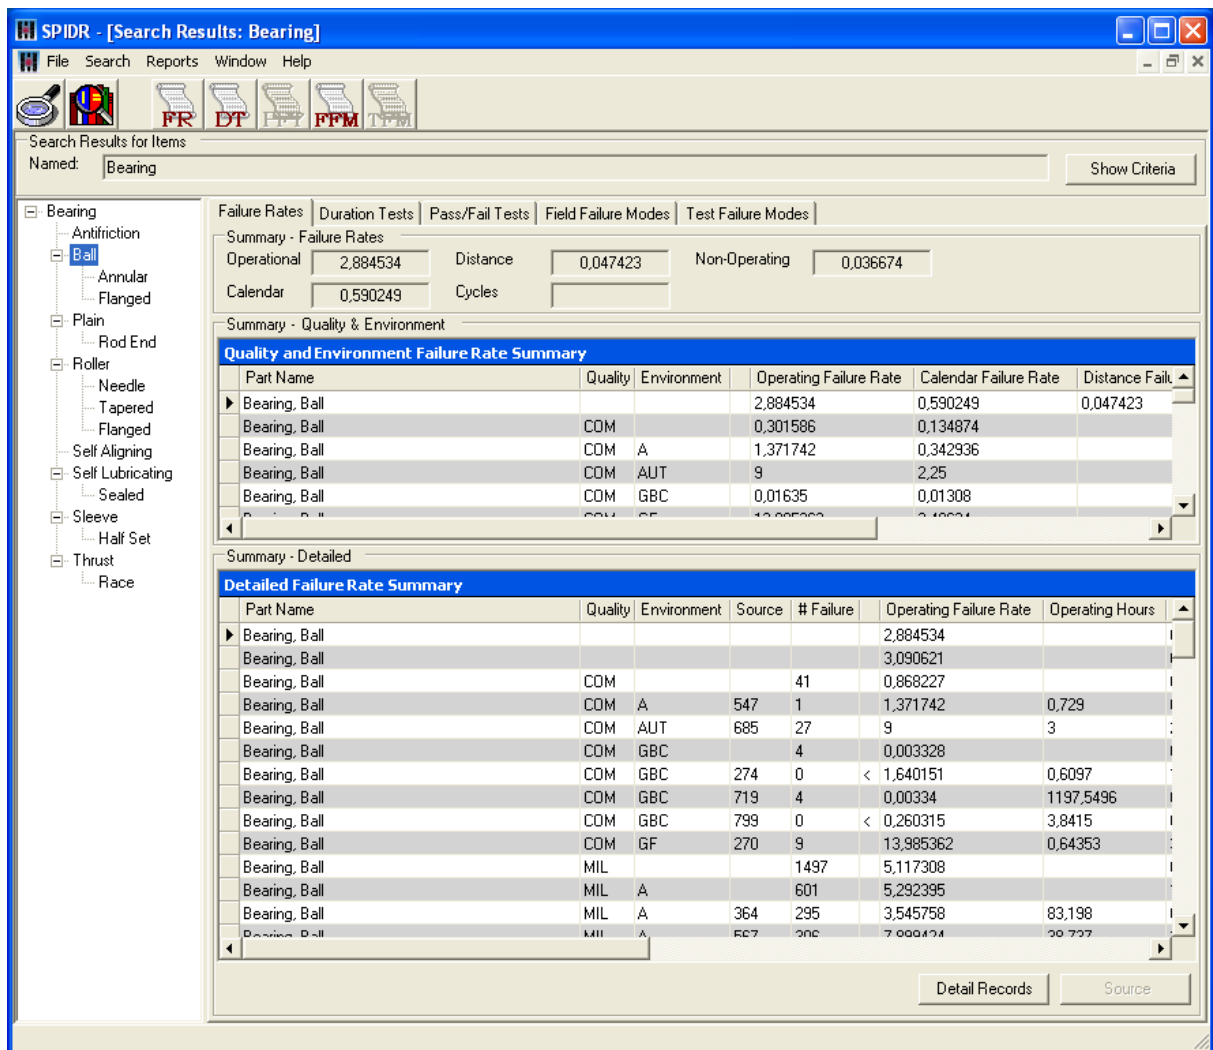 SPIDR - [Search Results: Bearing]
File Search Reports Window Help
FR DT PFT FFM TFM
Search Results for Items
Named: Bearing Show Criteria
Bearing
Antifriction
Ball
Annular
Flanged
Plain
Rod End
Roller
Needle
Tapered
Flanged
Self Aligning
Self Lubricating
Sealed
Sleeve
Half Set
Thrust
Race
Failure Rates Duration Tests Pass/Fail Tests Field Failure Modes Test Failure Modes
Summary - Failure Rates
Operational 2,884534 Distance 0,047423 Non-Operating 0,036674
Calendar 0,590249 Cycles
Summary - Quality & Environment
Quality and Environment Failure Rate Summary
Part Name Quality Environment Operating Failure Rate Calendar Failure Rate Distance Failu
Bearing, Ball 2,884534 0,590249 0,047423
Bearing, Ball COM 0,301586 0,134874
Bearing, Ball COM A 1,371742 0,342936
Bearing, Ball COM AUT 9 2,25
Bearing, Ball COM GBC 0,01635 0,01308
Summary - Detailed
Detailed Failure Rate Summary
Part Name Quality Environment Source # Failure Operating Failure Rate Operating Hours
Bearing, Ball 2,884534
Bearing, Ball 3,090621
Bearing, Ball COM 41 0,868227
Bearing, Ball COM A 547 1 1,371742 0,729
Bearing, Ball COM AUT 685 27 9 3
Bearing, Ball COM GBC 4 0,003328
Bearing, Ball COM GBC 274 0 < 1,640151 0,6097
Bearing, Ball COM GBC 719 4 0,00334 1197,5496
Bearing, Ball COM GBC 799 0 < 0,260315 3,8415
Bearing, Ball COM GF 270 9 13,985362 0,64353
Bearing, Ball MIL 1497 5,117308
Bearing, Ball MIL A 601 5,292395
Bearing, Ball MIL A 364 295 3,545758 83,198
Bearing, Ball MIL A 567 306 7,899424 38,737
Detail Records Source